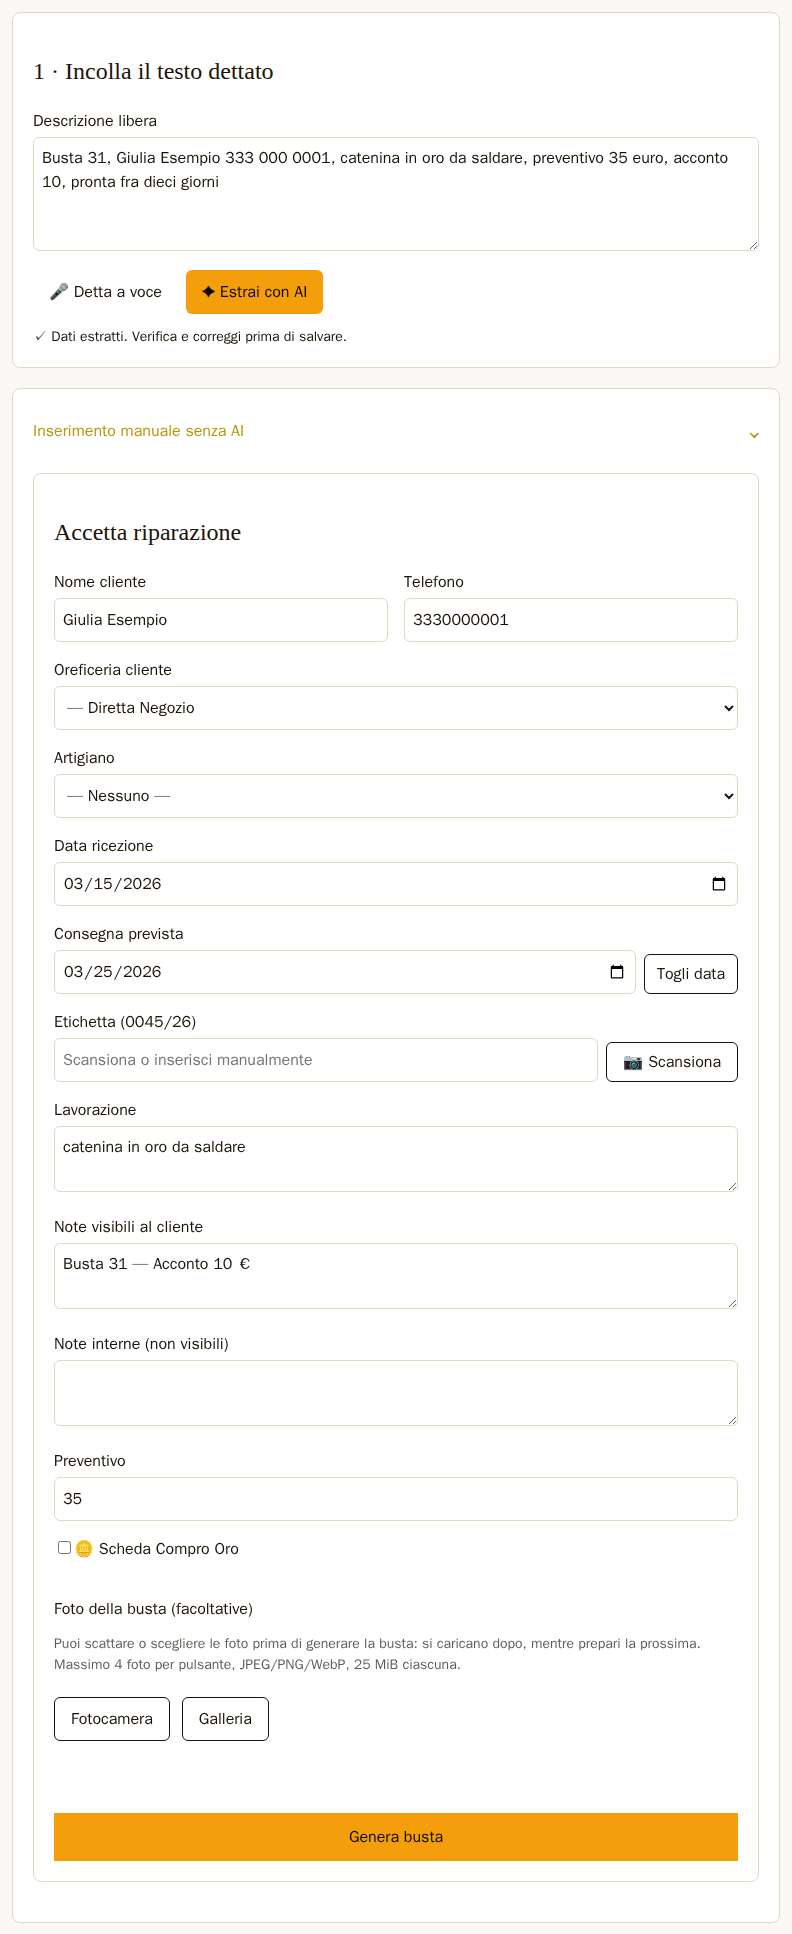 1 · Incolla il testo dettato
Descrizione libera
Busta 31, Giulia Esempio 333 000 0001, catenina in oro da saldare, preventivo 35 euro, acconto
10, pronta fra dieci giorni
🎤 Detta a voce
✦ Estrai con AI
✓ Dati estratti. Verifica e correggi prima di salvare.
Inserimento manuale senza AI
Accetta riparazione
Nome cliente
Telefono
Giulia Esempio
3330000001
Oreficeria cliente
— Diretta Negozio
Artigiano
— Nessuno —
Data ricezione
03/15/2026
Consegna prevista
03/25/2026
Togli data
Etichetta (0045/26)
Scansiona o inserisci manualmente
📷 Scansiona
Lavorazione
catenina in oro da saldare
Note visibili al cliente
Busta 31 — Acconto 10 €
Note interne (non visibili)
Preventivo
35
🪙 Scheda Compro Oro
Foto della busta (facoltative)
Puoi scattare o scegliere le foto prima di generare la busta: si caricano dopo, mentre prepari la prossima.
Massimo 4 foto per pulsante, JPEG/PNG/WebP, 25 MiB ciascuna.
Fotocamera
Galleria
Genera busta